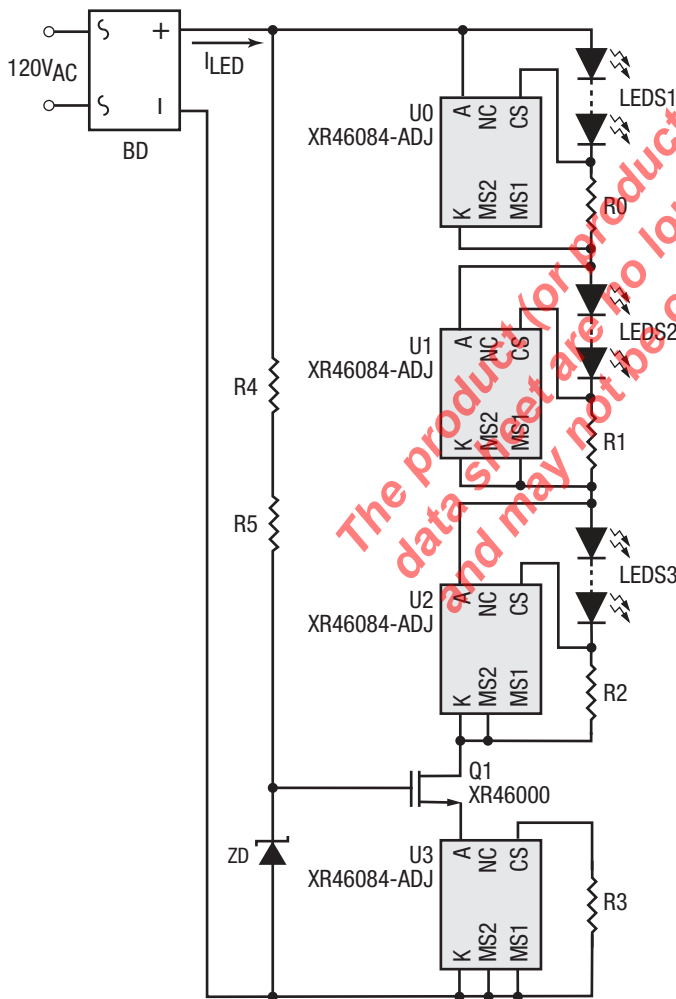 120VAC
+
−
BD
ILED
U0
XR46084-ADJ
A
NC
CS
K
MS2
MS1
LEDS1
R0
U1
XR46084-ADJ
A
NC
CS
K
MS2
MS1
LEDS2
R1
R4
R5
U2
XR46084-ADJ
A
NC
CS
K
MS2
MS1
LEDS3
R2
Q1
XR46000
ZD
U3
XR46084-ADJ
A
NC
CS
K
MS2
MS1
R3
The product (or product
data sheet are no lo
and may not be